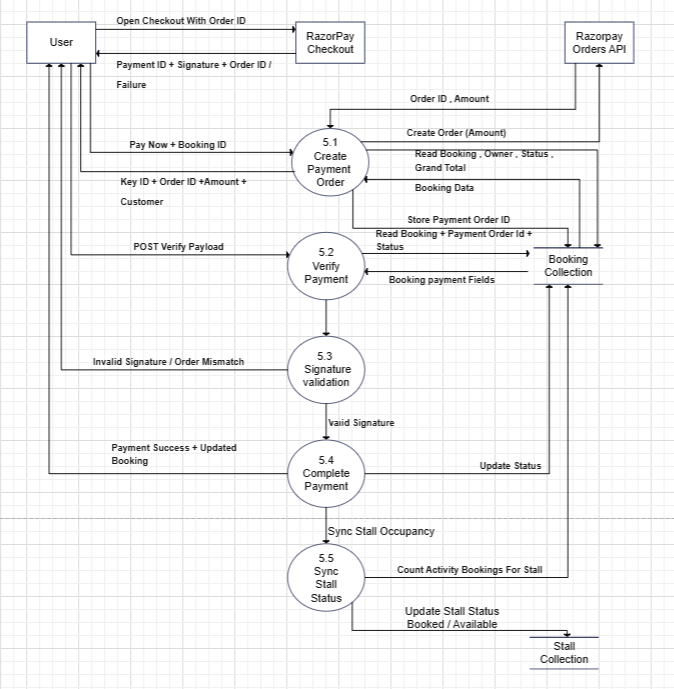 Open Checkout With Order ID
User
RazorPay
Checkout
Razorpay
Orders API
Payment ID + Signature + Order ID /
Failure
Order ID , Amount
Create Order (Amount)
5.1
Create
Payment
Order
Pay Now + Booking ID
Read Booking , Owner , Status ,
Grand Total
Key ID + Order ID +Amount +
Customer
Booking Data
Store Payment Order ID
Read Booking + Payment Order Id +
Status
POST Verify Payload
5.2
Verify
Payment
Booking
Collection
Booking payment Fields
5.3
Signature
validation
Invalid Signature / Order Mismatch
Valid Signature
Payment Success + Updated
Booking
5.4
Complete
Payment
Update Status
Sync Stall Occupancy
5.5
Sync
Stall
Status
Count Activity Bookings For Stall
Update Stall Status
Booked / Available
Stall
Collection